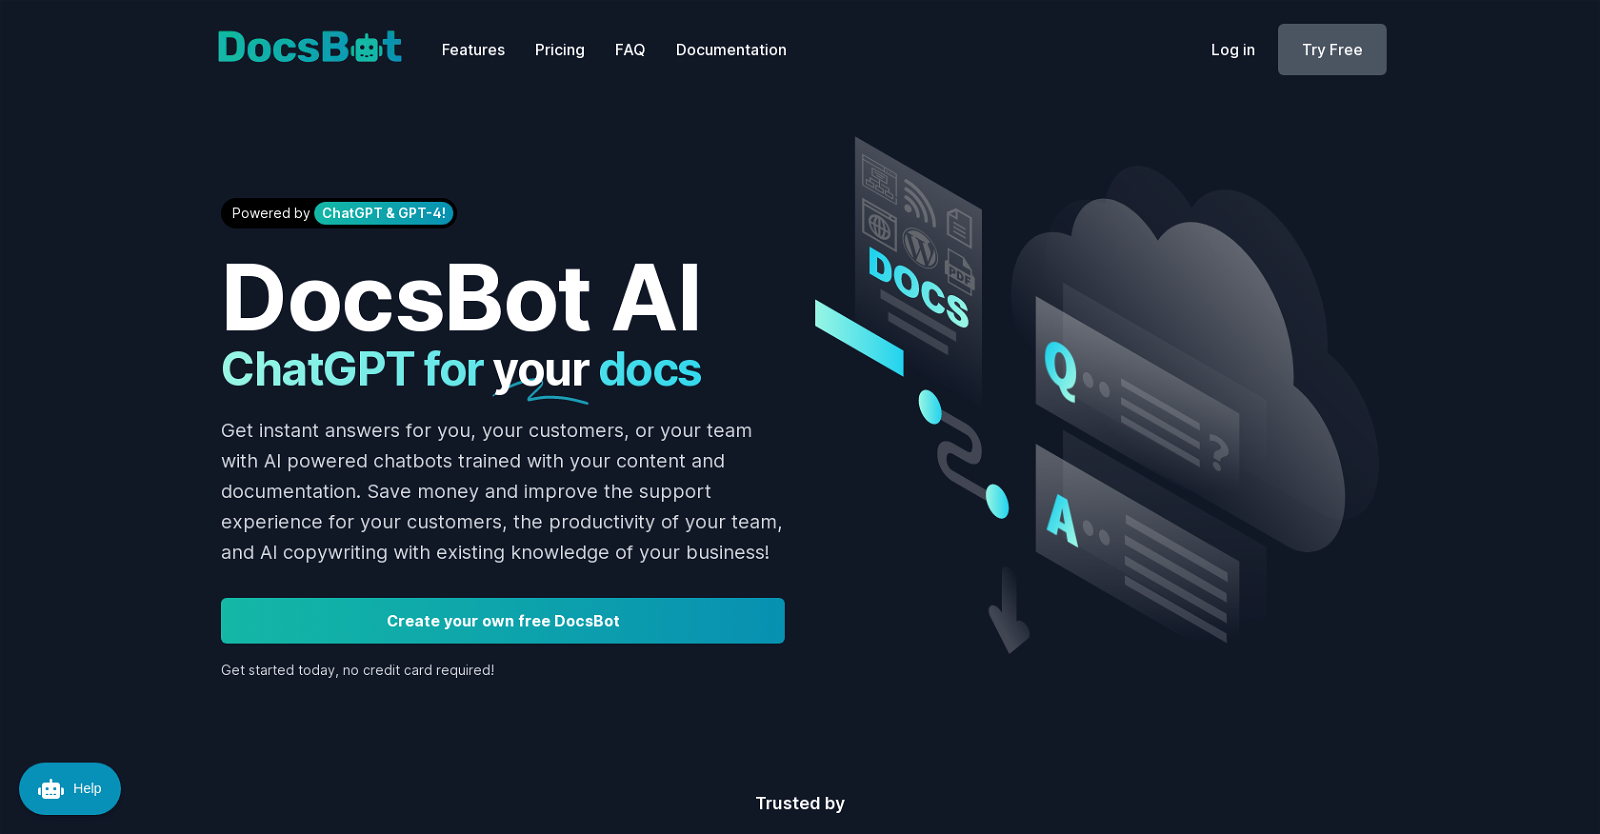 DocsBot
Features
Pricing
FAQ
Documentation
Log in
Try Free
Powered by ChatGPT & GPT-4!
DocsBot AI
ChatGPT for your docs
Get instant answers for you, your customers, or your team
with AI powered chatbots trained with your content and
documentation. Save money and improve the support
experience for your customers, the productivity of your team,
and AI copywriting with existing knowledge of your business!
Create your own free DocsBot
Get started today, no credit card required!
PDF
DOCS
Q
?
A
Help
Trusted by